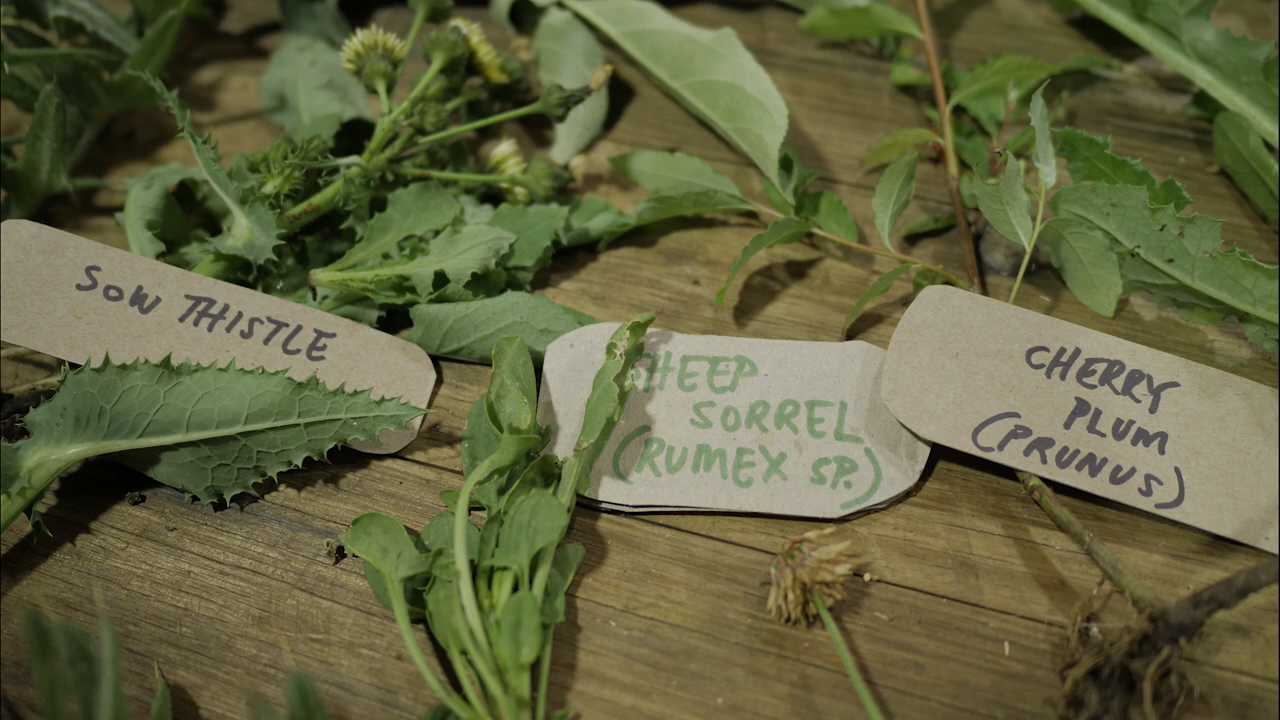 SOW THISTLE
SHEEP
SORREL
(RUMEX SP.)
CHERRY
PLUM
(PRUNUS)